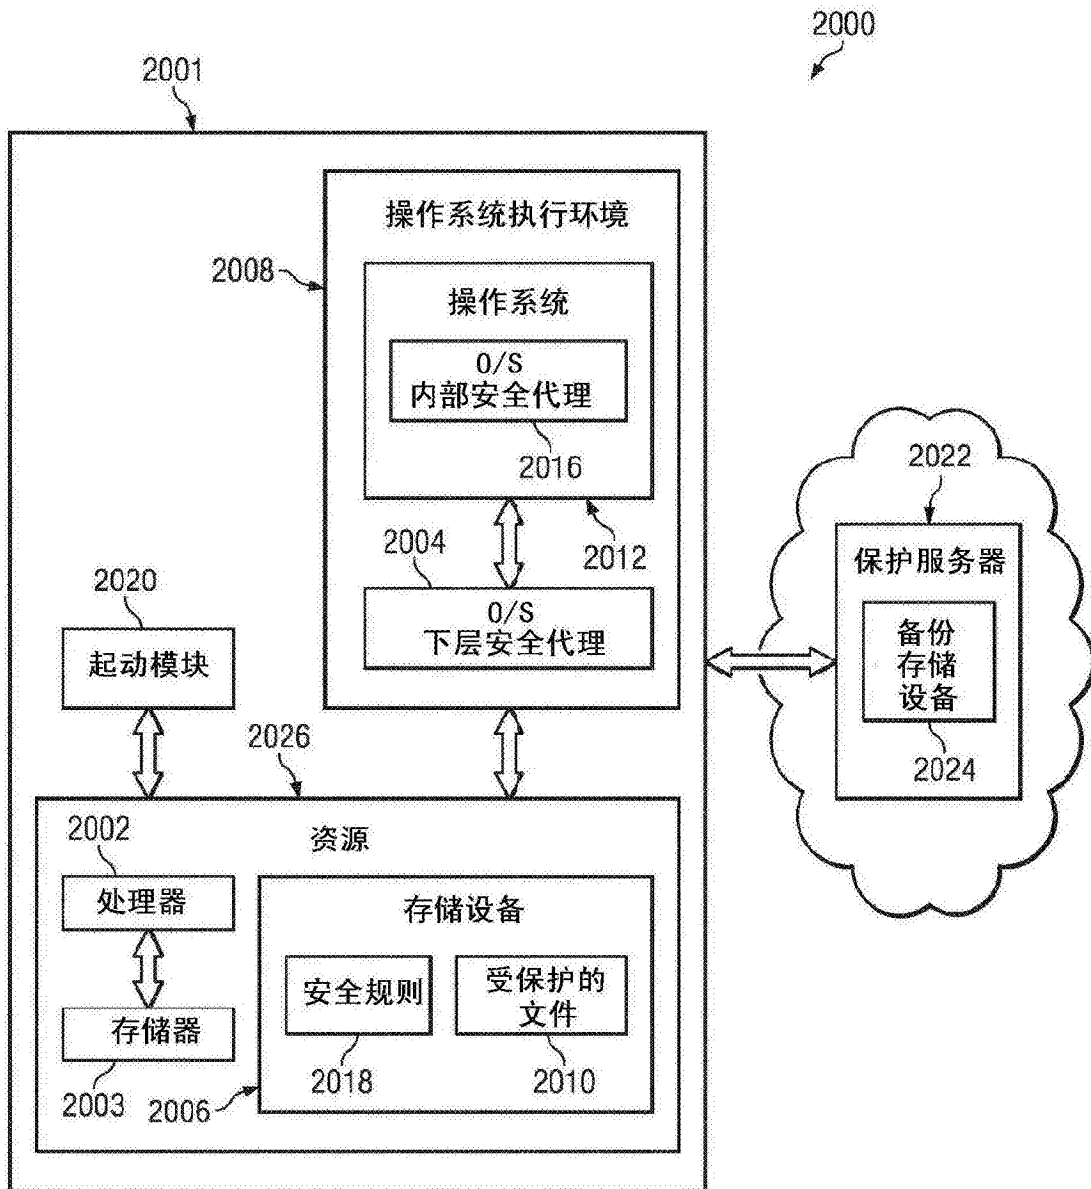 2000
2001
操作系统执行环境
2008
操作系统
O/S
内部安全代理
2016
2012
2004
O/S
下层安全代理
2020
起动模块
2022
保护服务器
备份
存储
设备
2024
2026
资源
2002
处理器
存储器
2003
存储设备
安全规则
2018
受保护的
文件
2010
2006